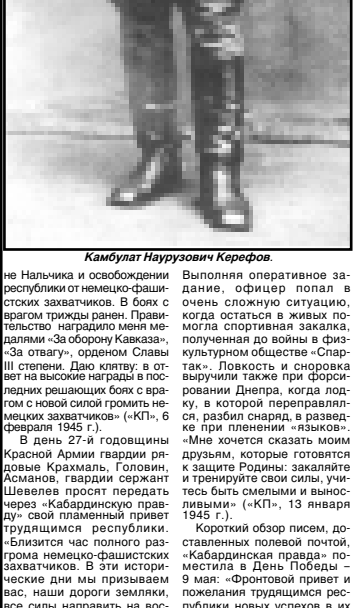 Камбулат Наурузович Керефов.
не Нальчика и освобождении
республики от немецко-фаши-
стских захватчиков. В боях с
врагом трижды ранен. Прави-
тельство наградило меня ме-
далями «За оборону Кавказа»,
«За отвагу», орденом Славы
III степени. Даю клятву: в от-
вет на высокие награды в пос-
ледних решающих боях с вра-
гом с новой силой громить не-
мецких захватчиков» («КП», 6
февраля 1945 г.).
В день 27-й годовщины
Красной Армии гвардии ря-
довые Крахмаль, Головин,
Асманов, гвардии сержант
Шевелев просят передать
через «Кабардинскую прав-
ду» свой пламенный привет
трудящимся республики.
«Близится час полного раз-
грома немецко-фашистских
захватчиков. В эти истори-
ческие дни мы призываем
вас, наши дороги земляки,
все силы направить на вос-
Выполняя оперативное за-
дание, офицер попал в
очень сложную ситуацию,
когда остаться в живых по-
могла спортивная закалка,
полученная до войны в физ-
культурном обществе «Спар-
так». Ловкость и сноровка
выручили также при форси-
ровании Днепра, когда лод-
ку, в которой переправлял-
ся, разбил снаряд, в развед-
ке при пленении «языков».
«Мне хочется сказать моим
друзьям, которые готовятся
к защите Родины: закаляйте
и тренируйте свои силы, учи-
тесь быть смелыми и вынос-
ливыми» («КП», 13 января
1945 г.).
Короткий обзор писем, до-
ставленных полевой почтой,
«Кабардинская правда» по-
местила в День Победы –
9 мая: «Фронтовой привет и
пожелания трудящимся рес-
публики новых успехов в их